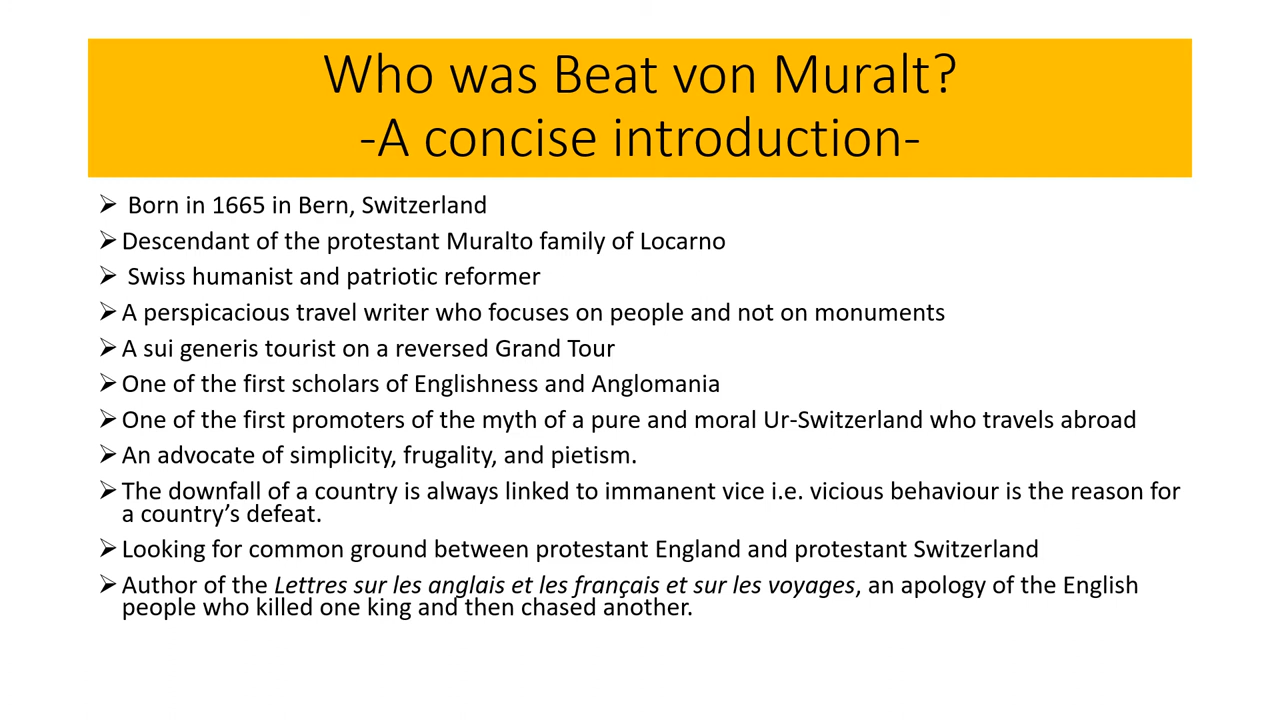 Who was Beat von Muralt?
-A concise introduction-
➢ Born in 1665 in Bern, Switzerland
➢ Descendant of the protestant Muralto family of Locarno
➢ Swiss humanist and patriotic reformer
➢ A perspicacious travel writer who focuses on people and not on monuments
➢ A sui generis tourist on a reversed Grand Tour
➢ One of the first scholars of Englishness and Anglomania
➢ One of the first promoters of the myth of a pure and moral Ur-Switzerland who travels abroad
➢ An advocate of simplicity, frugality, and pietism.
➢ The downfall of a country is always linked to immanent vice i.e. vicious behaviour is the reason for
a country’s defeat.
➢ Looking for common ground between protestant England and protestant Switzerland
➢ Author of the Lettres sur les anglais et les français et sur les voyages, an apology of the English
people who killed one king and then chased another.